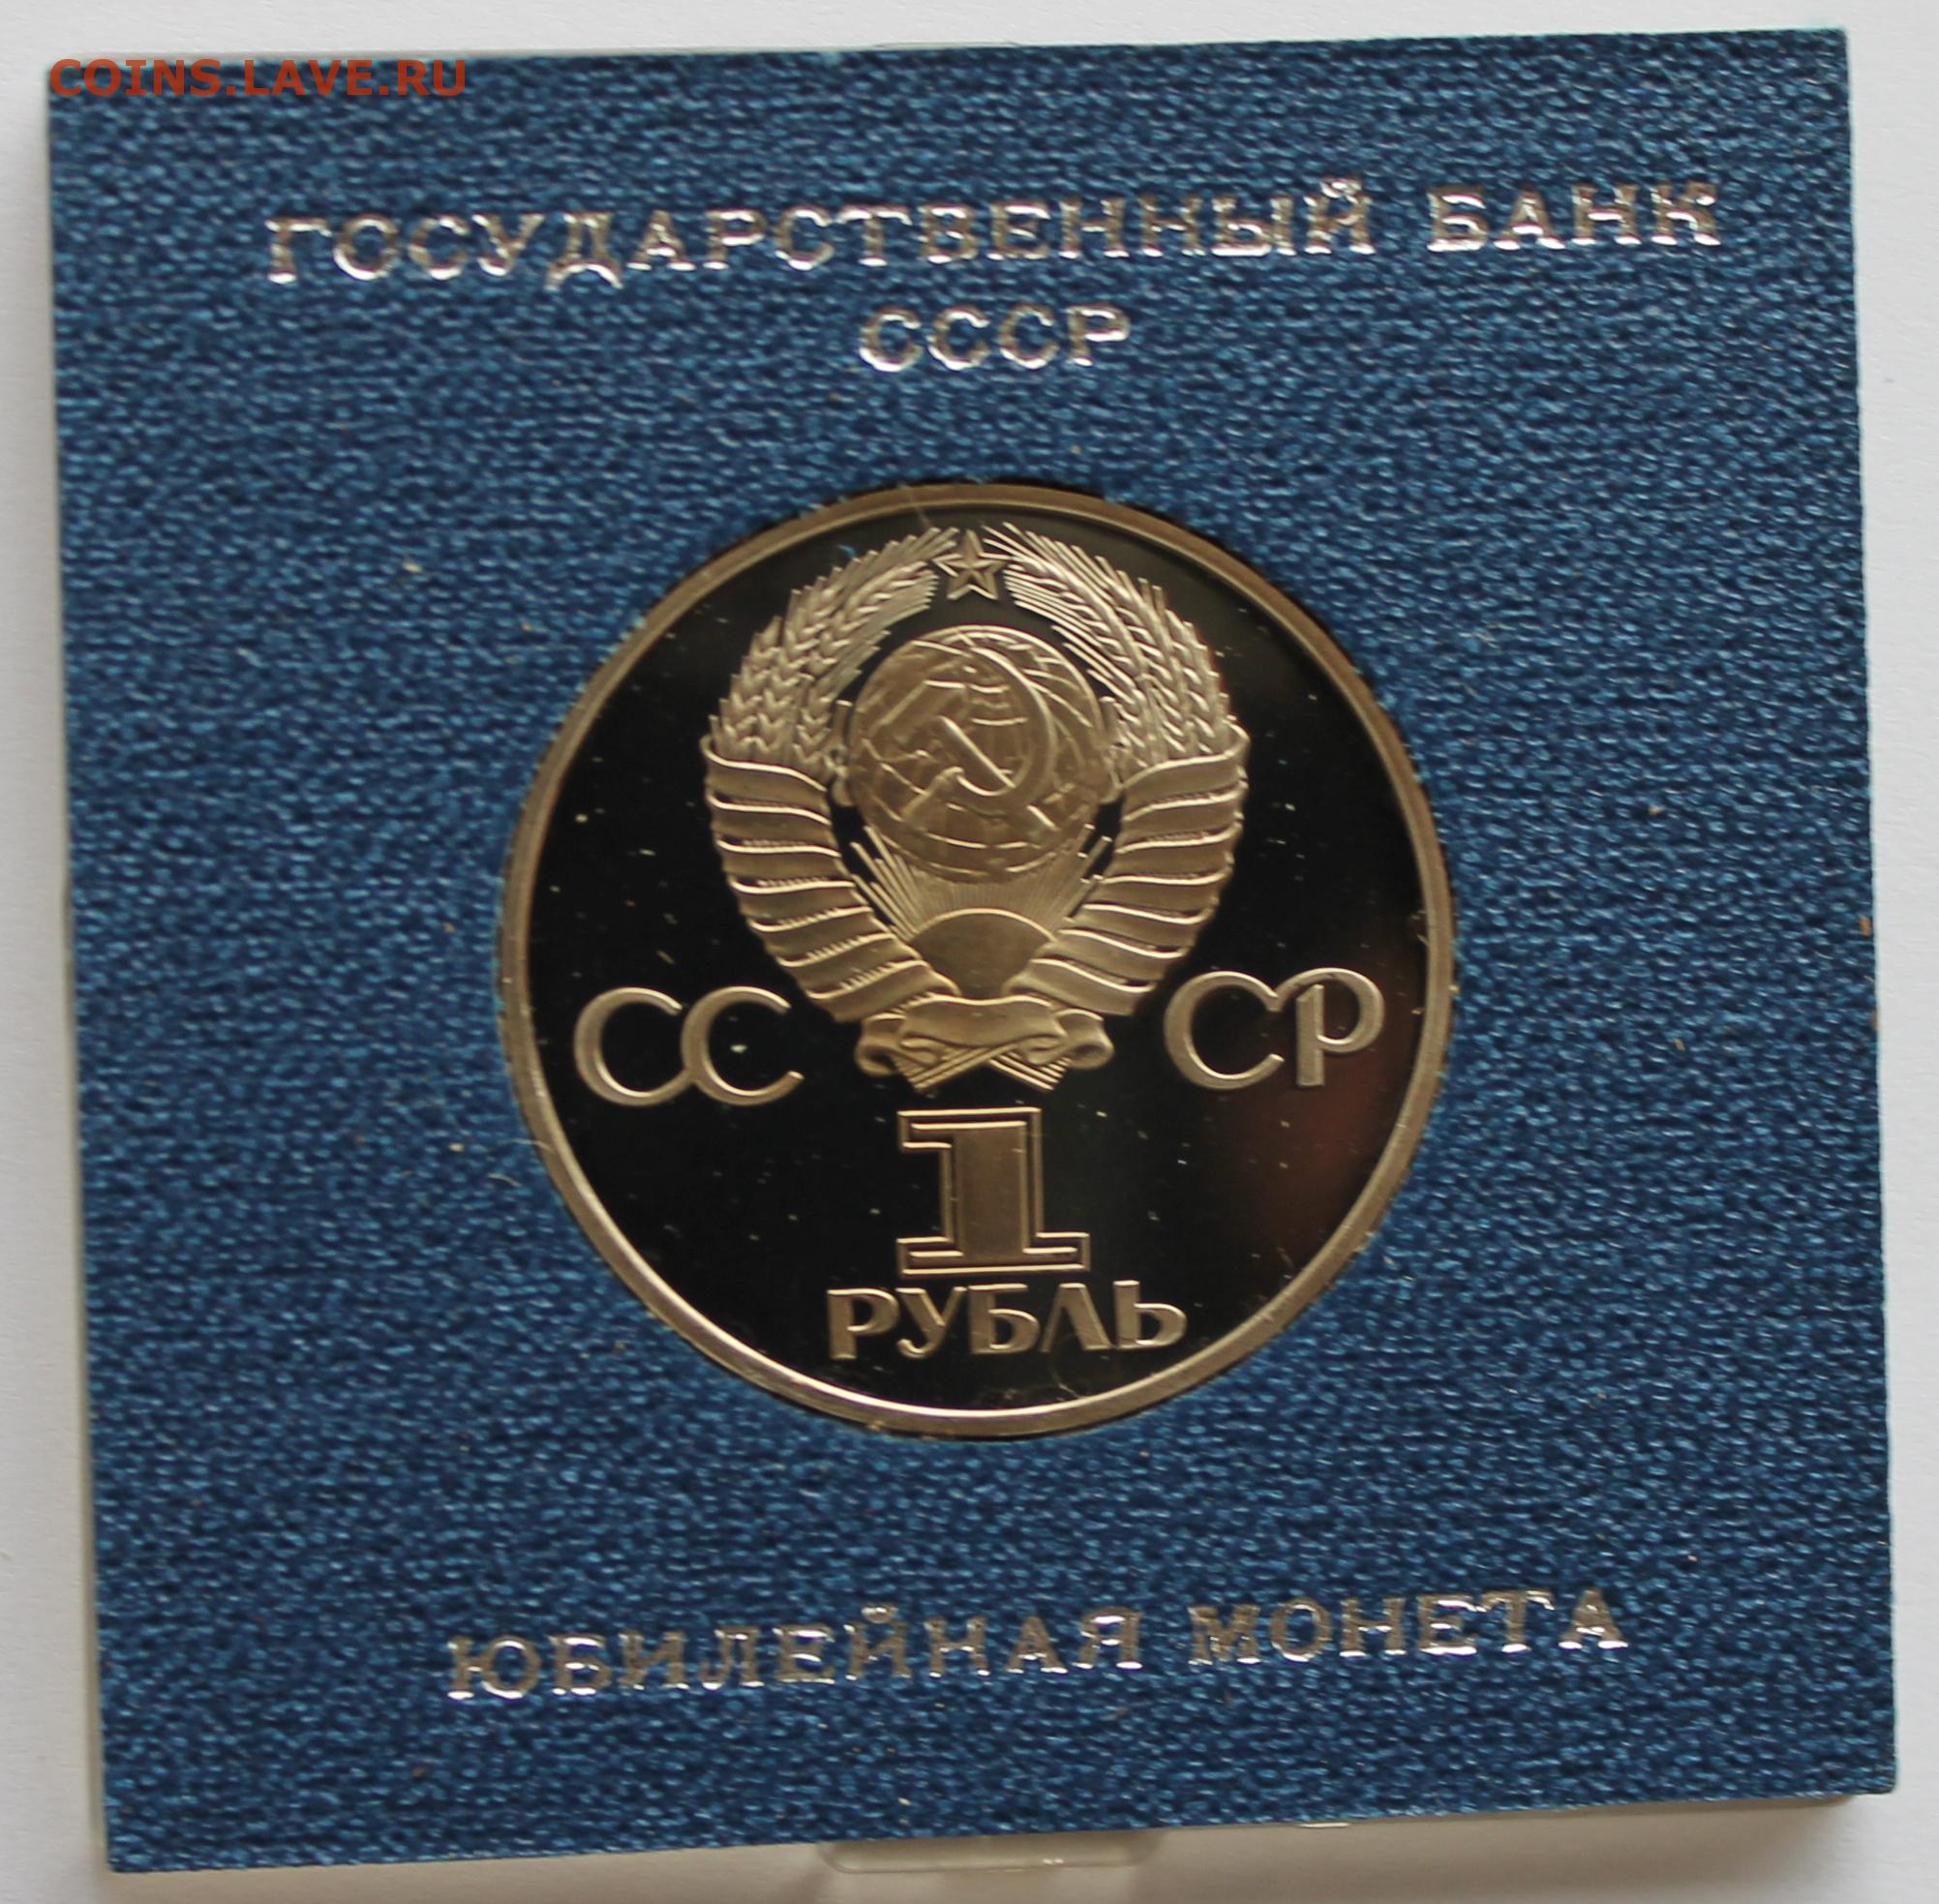 COINS.LAVE.RU
ГОСУДАРСТВЕННЫЙ БАНК
СССР
СС СР
1
РУБЛЬ
ЮБИЛЕЙНАЯ МОНЕТА